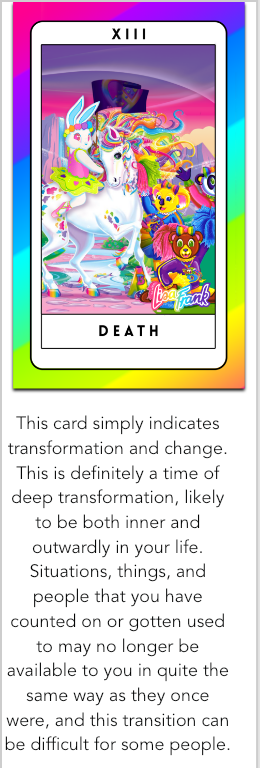 XIII
Lisa Frank
DEATH
This card simply indicates
transformation and change.
This is definitely a time of
deep transformation, likely
to be both inner and
outwardly in your life.
Situations, things, and
people that you have
counted on or gotten used
to may no longer be
available to you in quite the
same way as they once
were, and this transition can
be difficult for some people.